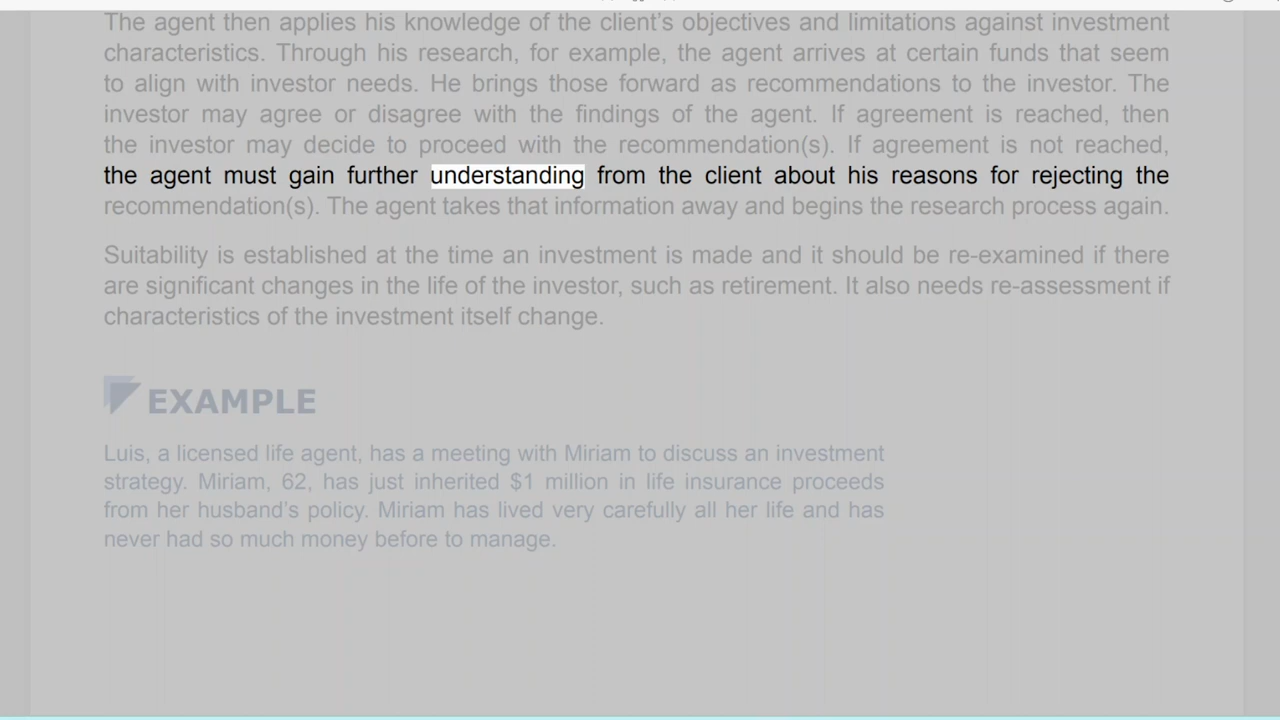 The agent then applies his knowledge of the client’s objectives and limitations against investment
characteristics. Through his research, for example, the agent arrives at certain funds that seem
to align with investor needs. He brings those forward as recommendations to the investor. The
investor may agree or disagree with the findings of the agent. If agreement is reached, then
the investor may decide to proceed with the recommendation(s). If agreement is not reached,
the agent must gain further understanding from the client about his reasons for rejecting the
recommendation(s). The agent takes that information away and begins the research process again.
Suitability is established at the time an investment is made and it should be re-examined if there
are significant changes in the life of the investor, such as retirement. It also needs re-assessment if
characteristics of the investment itself change.
EXAMPLE
Luis, a licensed life agent, has a meeting with Miriam to discuss an investment
strategy. Miriam, 62, has just inherited $1 million in life insurance proceeds
from her husband’s policy. Miriam has lived very carefully all her life and has
never had so much money before to manage.